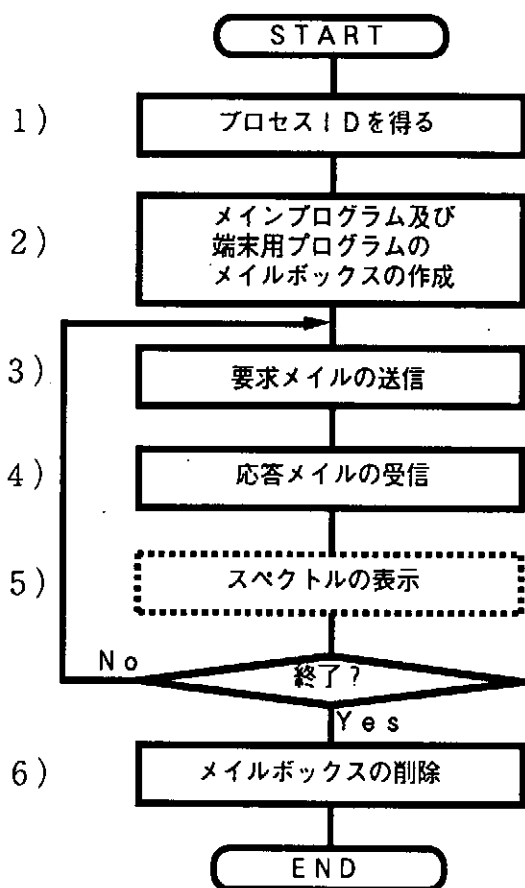 START
1)
プロセスIDを得る
2)
メインプログラム及び
端末用プログラムの
メイルボックスの作成
3)
要求メイルの送信
4)
応答メイルの受信
5)
スペクトルの表示
No
終了?
Yes
6)
メイルボックスの削除
END